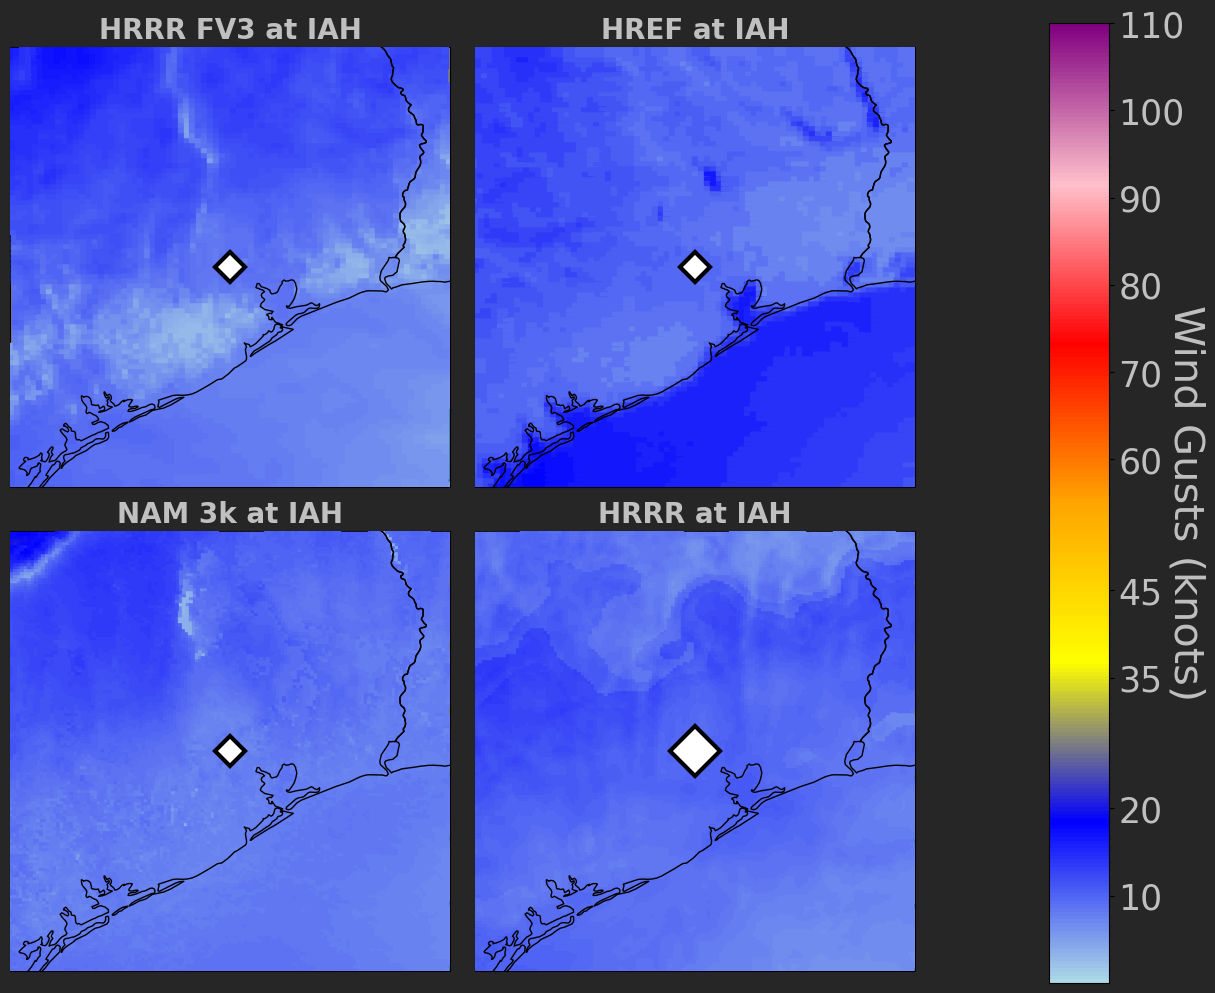 HRRR FV3 at IAH
HREF at IAH
NAM 3k at IAH
HRRR at IAH
110
100
90
80
70
60
45
35
20
10
Wind Gusts (knots)